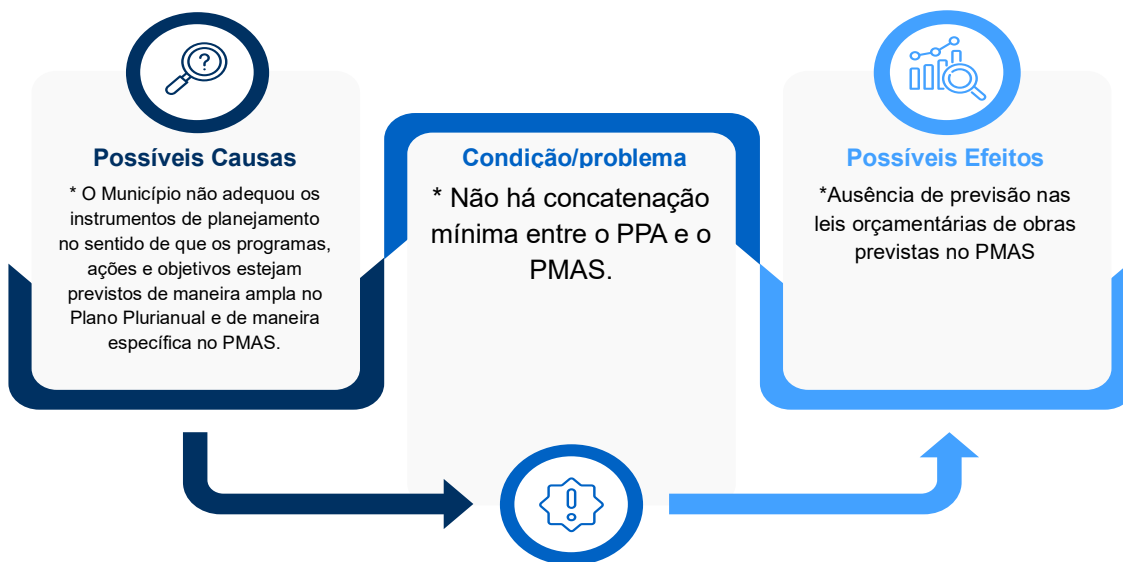 ?
Possíveis Causas
* O Município não adequou os
instrumentos de planejamento
no sentido de que os programas,
ações e objetivos estejam
previstos de maneira ampla no
Plano Plurianual e de maneira
específica no PMAS.
Condição/problema
* Não há concatenação
mínima entre o PPA e o
PMAS.
!
Possíveis Efeitos
*Ausência de previsão nas
leis orçamentárias de obras
previstas no PMAS